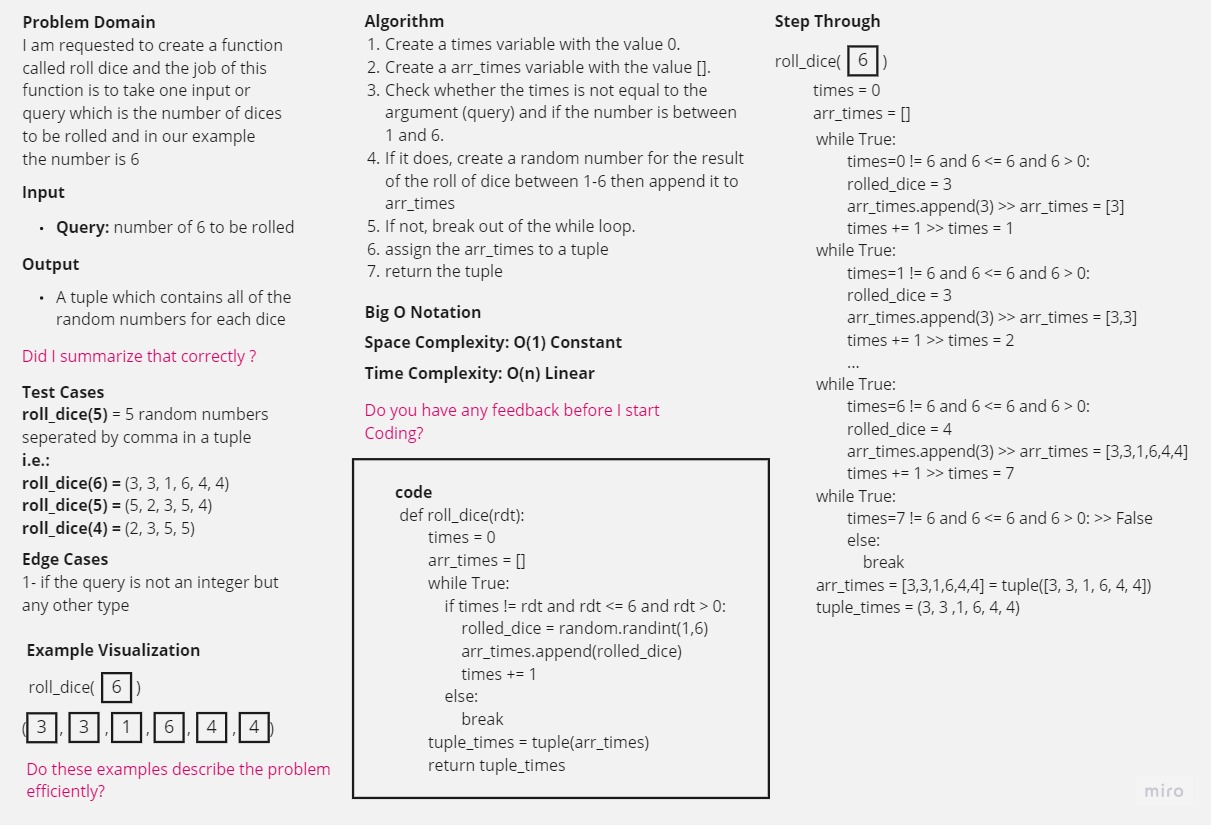 Problem Domain
I am requested to create a function
called roll dice and the job of this
function is to take one input or
query which is the number of dices
to be rolled and in our example
the number is 6
Input
• Query: number of 6 to be rolled
Output
• A tuple which contains all of the
random numbers for each dice
Did I summarize that correctly ?
Test Cases
roll_dice(5) = 5 random numbers
seperated by comma in a tuple
i.e.:
roll_dice(6) = (3, 3, 1, 6, 4, 4)
roll_dice(5) = (5, 2, 3, 5, 4)
roll_dice(4) = (2, 3, 5, 5)
Edge Cases
1- if the query is not an integer but
any other type
Example Visualization
roll_dice( 6 )
( 3 , 3 , 1 , 6 , 4 , 4 )
Do these examples describe the problem
efficiently?
Algorithm
1. Create a times variable with the value 0.
2. Create a arr_times variable with the value [].
3. Check whether the times is not equal to the
argument (query) and if the number is between
1 and 6.
4. If it does, create a random number for the result
of the roll of dice between 1-6 then append it to
arr_times
5. If not, break out of the while loop.
6. assign the arr_times to a tuple
7. return the tuple
Big O Notation
Space Complexity: O(1) Constant
Time Complexity: O(n) Linear
Do you have any feedback before I start
Coding?
code
def roll_dice(rdt):
times = 0
arr_times = []
while True:
if times != rdt and rdt <= 6 and rdt > 0:
rolled_dice = random.randint(1,6)
arr_times.append(rolled_dice)
times += 1
else:
break
tuple_times = tuple(arr_times)
return tuple_times
Step Through
roll_dice( 6 )
times = 0
arr_times = []
while True:
times=0 != 6 and 6 <= 6 and 6 > 0:
rolled_dice = 3
arr_times.append(3) >> arr_times = [3]
times += 1 >> times = 1
while True:
times=1 != 6 and 6 <= 6 and 6 > 0:
rolled_dice = 3
arr_times.append(3) >> arr_times = [3,3]
times += 1 >> times = 2
...
while True:
times=6 != 6 and 6 <= 6 and 6 > 0:
rolled_dice = 4
arr_times.append(3) >> arr_times = [3,3,1,6,4,4]
times += 1 >> times = 7
while True:
times=7 != 6 and 6 <= 6 and 6 > 0: >> False
else:
break
arr_times = [3,3,1,6,4,4] = tuple([3, 3, 1, 6, 4, 4])
tuple_times = (3, 3 ,1, 6, 4, 4)
miro